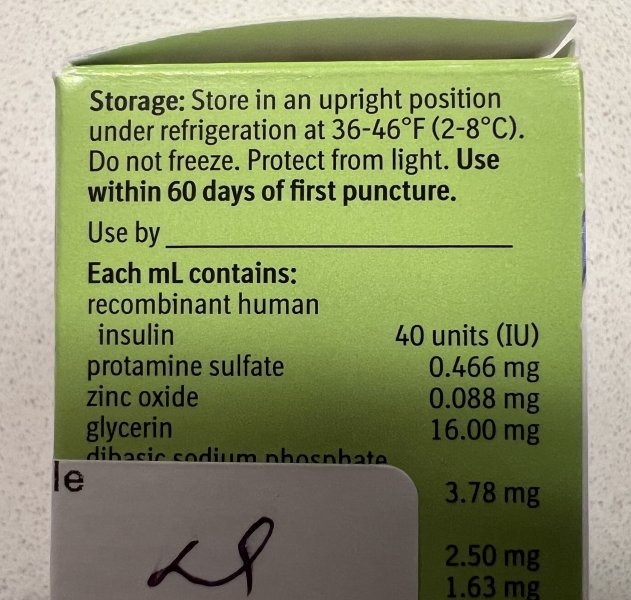 Storage: Store in an upright position
under refrigeration at 36-46°F (2-8°C).
Do not freeze. Protect from light. Use
within 60 days of first puncture.
Use by
Each mL contains:
recombinant human
insulin 40 units (IU)
protamine sulfate 0.466 mg
zinc oxide 0.088 mg
glycerin 16.00 mg
dibasic sodium phosphate
le 3.78 mg
2.50 mg
1.63 mg